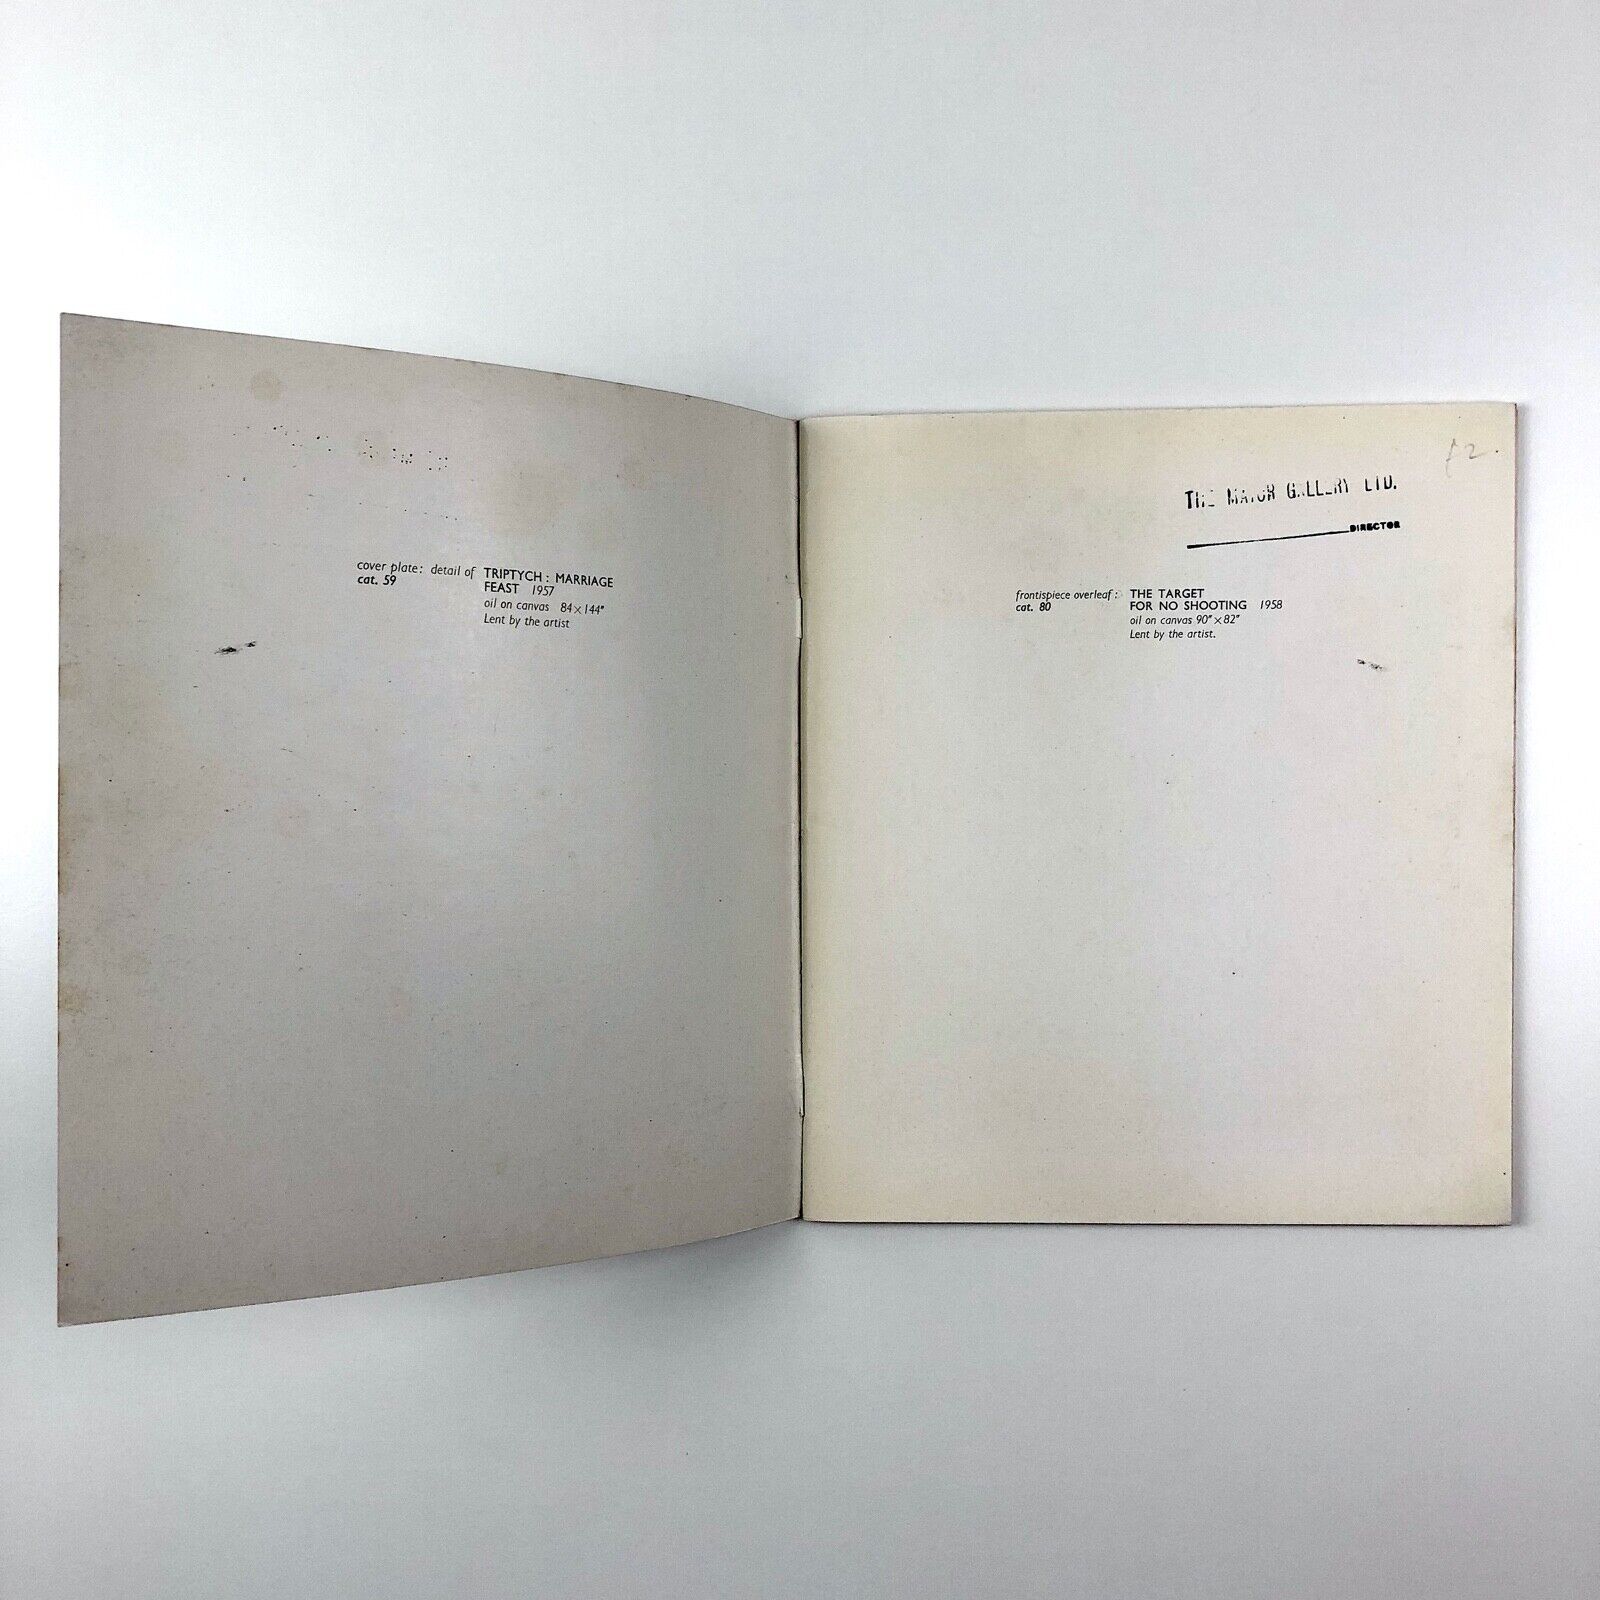 cover plate: detail of TRIPTYCH : MARRIAGE
cat. 59 FEAST 1957
oil on canvas 84 × 144"
Lent by the artist
£2.
THE MAYOR GALLERY LTD.
DIRECTOR
frontispiece overleaf : THE TARGET
cat. 80 FOR NO SHOOTING 1958
oil on canvas 90" × 82"
Lent by the artist.